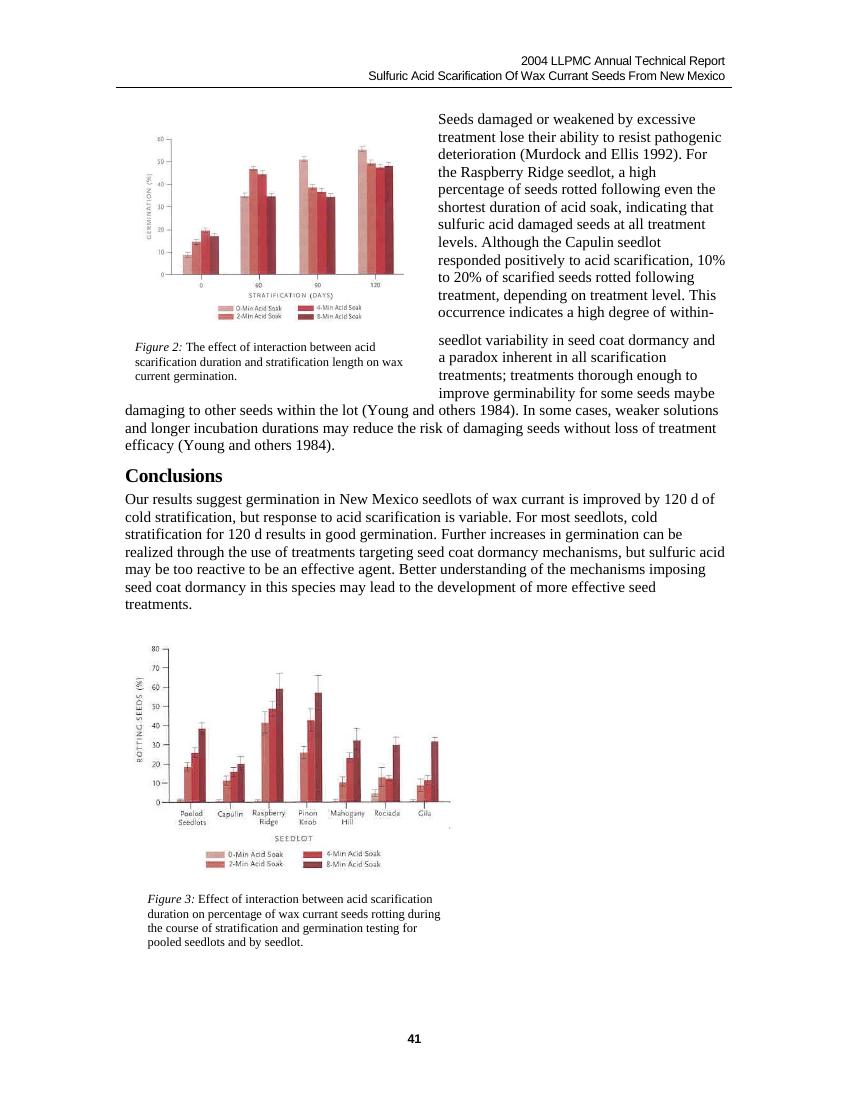 2004 LLPMC Annual Technical Report
Sulfuric Acid Scarification Of Wax Currant Seeds From New Mexico
60
50
40
30
20
10
0
GERMINATION (%)
0
60
90
120
STRATIFICATION (DAYS)
0-Min Acid Soak
4-Min Acid Soak
2-Min Acid Soak
8-Min Acid Soak
Figure 2: The effect of interaction between acid
scarification duration and stratification length on wax
current germination.
Seeds damaged or weakened by excessive
treatment lose their ability to resist pathogenic
deterioration (Murdock and Ellis 1992). For
the Raspberry Ridge seedlot, a high
percentage of seeds rotted following even the
shortest duration of acid soak, indicating that
sulfuric acid damaged seeds at all treatment
levels. Although the Capulin seedlot
responded positively to acid scarification, 10%
to 20% of scarified seeds rotted following
treatment, depending on treatment level. This
occurrence indicates a high degree of within-
seedlot variability in seed coat dormancy and
a paradox inherent in all scarification
treatments; treatments thorough enough to
improve germinability for some seeds maybe
damaging to other seeds within the lot (Young and others 1984). In some cases, weaker solutions
and longer incubation durations may reduce the risk of damaging seeds without loss of treatment
efficacy (Young and others 1984).
Conclusions
Our results suggest germination in New Mexico seedlots of wax currant is improved by 120 d of
cold stratification, but response to acid scarification is variable. For most seedlots, cold
stratification for 120 d results in good germination. Further increases in germination can be
realized through the use of treatments targeting seed coat dormancy mechanisms, but sulfuric acid
may be too reactive to be an effective agent. Better understanding of the mechanisms imposing
seed coat dormancy in this species may lead to the development of more effective seed
treatments.
80
70
60
50
40
30
20
10
0
ROTTING SEEDS (%)
Pooled Seedlots
Capulin
Raspberry Ridge
Pinon Knob
Mahogany Hill
Rociada
Gila
SEEDLOT
0-Min Acid Soak
4-Min Acid Soak
2-Min Acid Soak
8-Min Acid Soak
Figure 3: Effect of interaction between acid scarification
duration on percentage of wax currant seeds rotting during
the course of stratification and germination testing for
pooled seedlots and by seedlot.
41